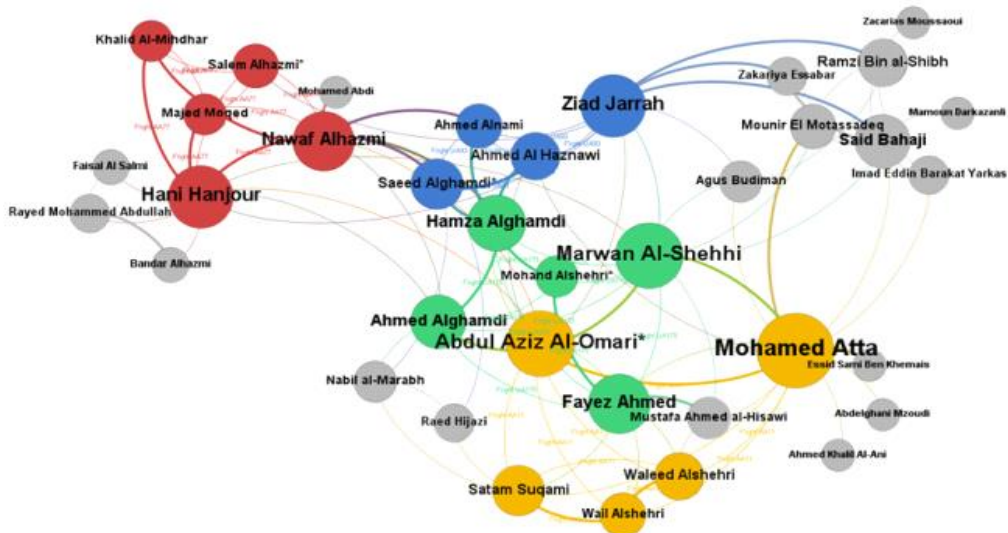 Zacarias Moussaoui
Khalid Al-Mihdhar
Salem Alhazmi*
Ramzi Bin al-Shibh
Zakariya Essabar
Mohamed Abdi
Ziad Jarrah
Majed Moqed
Mamoun Darkazanli
Ahmed Alnami
Nawaf Alhazmi
Mounir El Motassadeq
Said Bahaji
Ahmed Al Haznawi
Faisal Al Salmi
Imad Eddin Barakat Yarkas
Saeed Alghamdi*
Agus Budiman
Hani Hanjour
Rayed Mohammed Abdullah
Hamza Alghamdi
Marwan Al-Shehhi
Bandar Alhazmi
Mohand Alshehri*
Ahmed Alghamdi
Abdul Aziz Al-Omari*
Mohamed Atta
Essid Sami Ben Khemais
Nabil al-Marabh
Fayez Ahmed
Mustafa Ahmed al-Hisawi
Abdelghani Mzoudi
Raed Hijazi
Ahmed Khalil Al-Ani
Waleed Alshehri
Satam Suqami
Wail Alshehri